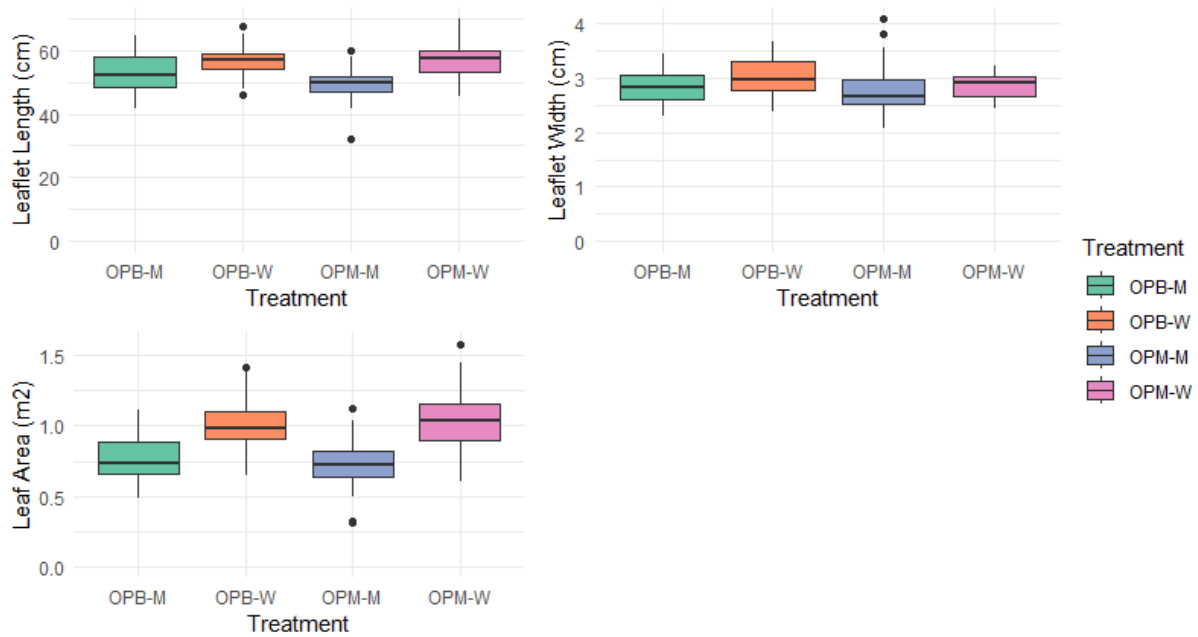 Leaflet Length (cm)
60
40
20
0
OPB-M OPB-W OPM-M OPM-W
Treatment
Leaflet Width (cm)
4
3
2
1
0
OPB-M OPB-W OPM-M OPM-W
Treatment
Leaf Area (m2)
1.5
1.0
0.5
0.0
OPB-M OPB-W OPM-M OPM-W
Treatment
Treatment
OPB-M
OPB-W
OPM-M
OPM-W